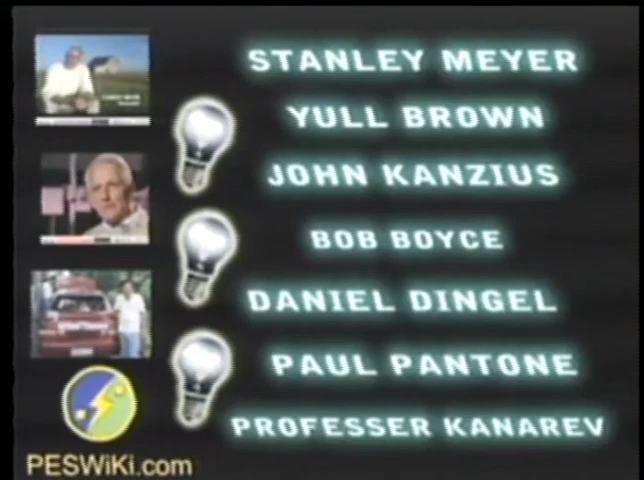 STANLEY MEYER
YULL BROWN
JOHN KANZIUS
BOB BOYCE
DANIEL DINGEL
PAUL PANTONE
PROFESSER KANAREV
PESWiKi.com